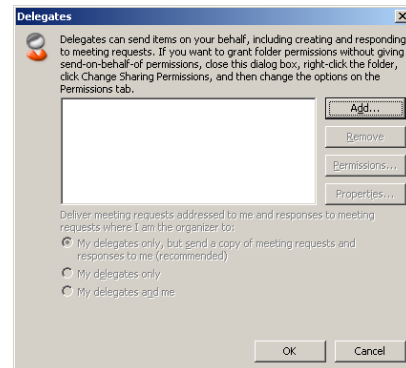 Delegates
Delegates can send items on your behalf, including creating and responding
to meeting requests. If you want to grant folder permissions without giving
send-on-behalf-of permissions, close this dialog box, right-click the folder,
click Change Sharing Permissions, and then change the options on the
Permissions tab.
Add...
Remove
Permissions...
Properties...
Deliver meeting requests addressed to me and responses to meeting
requests where I am the organizer to:
My delegates only, but send a copy of meeting requests and
responses to me (recommended)
My delegates only
My delegates and me
OK
Cancel